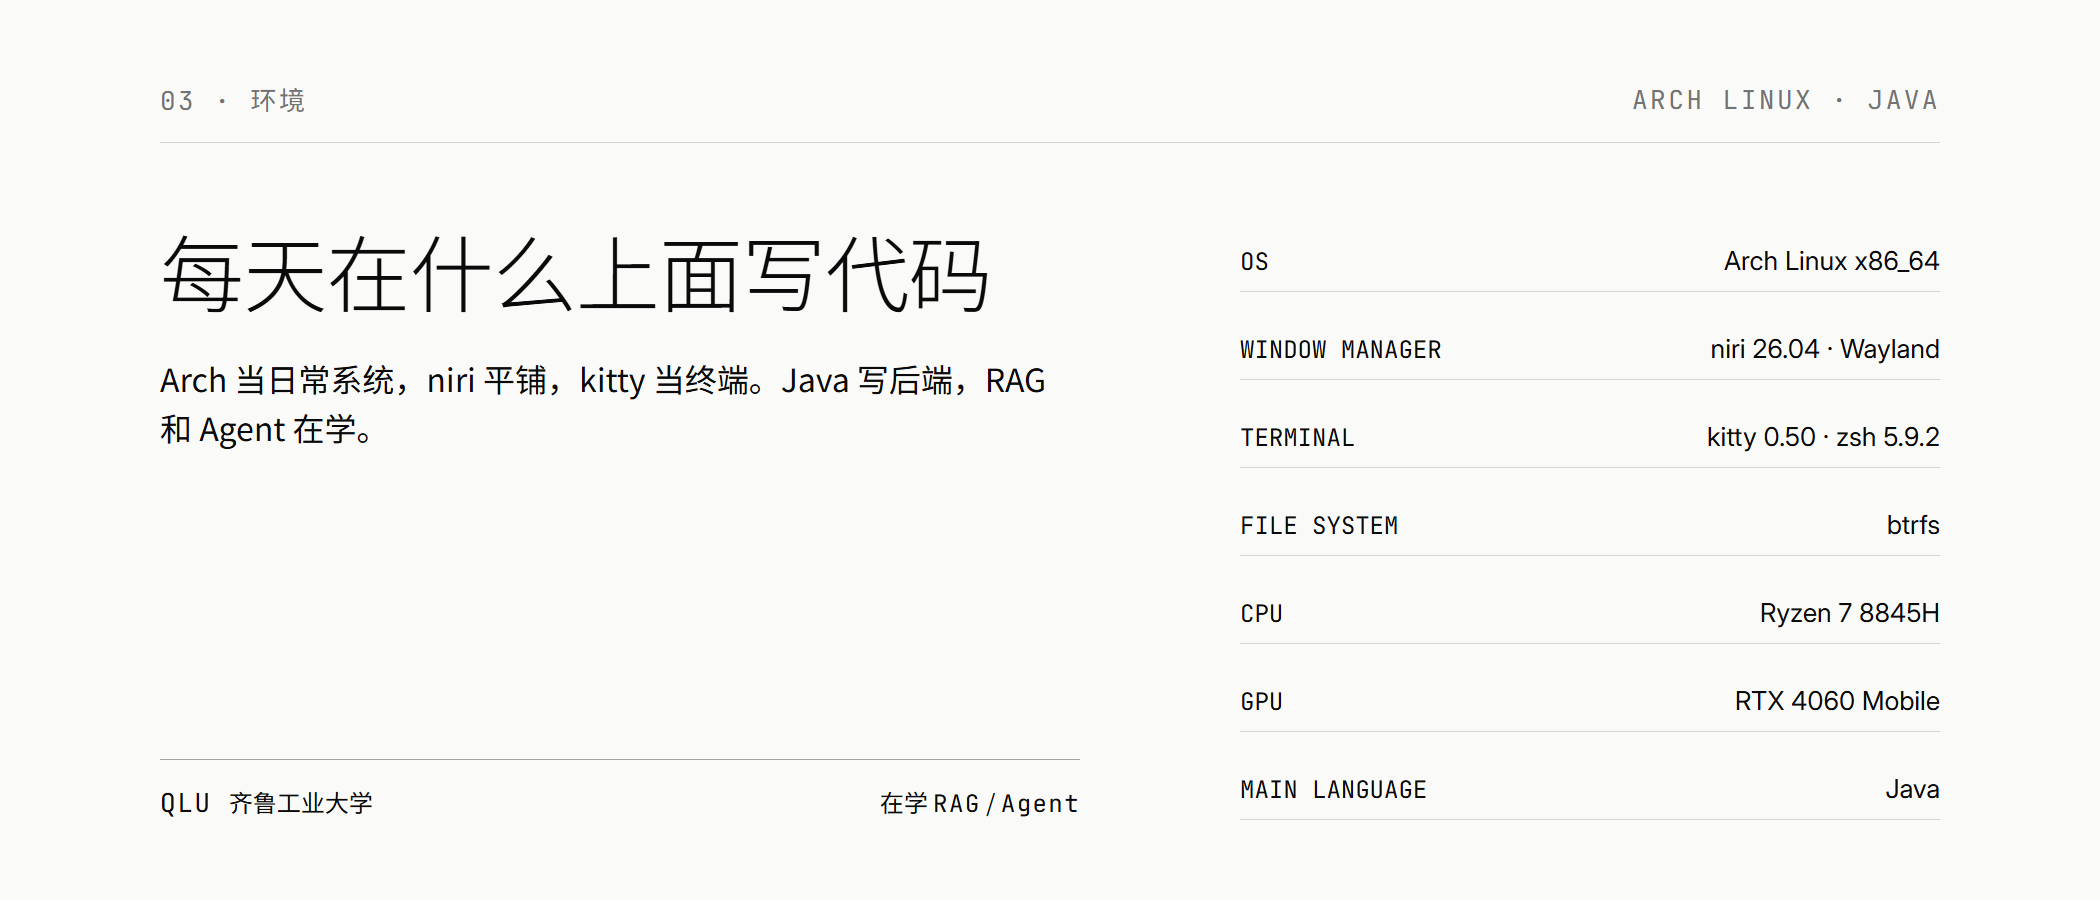 03 · 环境
ARCH LINUX · JAVA
每天在什么上面写代码
Arch 当日常系统，niri 平铺，kitty 当终端。Java 写后端，RAG
和 Agent 在学。
QLU 齐鲁工业大学
在学 RAG / Agent
OS Arch Linux x86_64
WINDOW MANAGER niri 26.04 · Wayland
TERMINAL kitty 0.50 · zsh 5.9.2
FILE SYSTEM btrfs
CPU Ryzen 7 8845H
GPU RTX 4060 Mobile
MAIN LANGUAGE Java